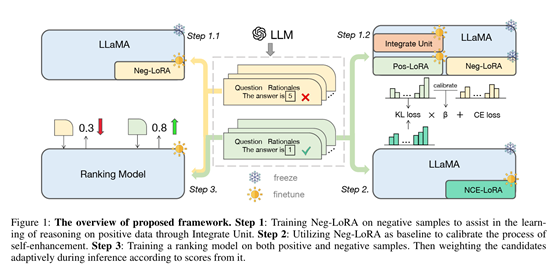 Step 1.1
LLM
Step 1.2
LLaMA
Neg-LoRA
Integrate Unit
LLaMA
Pos-LoRA
Neg-LoRA
Question Rationales
The answer is 5
calibrate
KL loss × β + CE loss
0.3
0.8
Question Rationales
The answer is 1
Ranking Model
Step 3.
freeze
finetune
Step 2.
LLaMA
NCE-LoRA
Figure 1: The overview of proposed framework. Step 1: Training Neg-LoRA on negative samples to assist in the learn-
ing of reasoning on positive data through Integrate Unit. Step 2: Utilizing Neg-LoRA as baseline to calibrate the process of
self-enhancement. Step 3: Training a ranking model on both positive and negative samples. Then weighting the candidates
adaptively during inference according to scores from it.